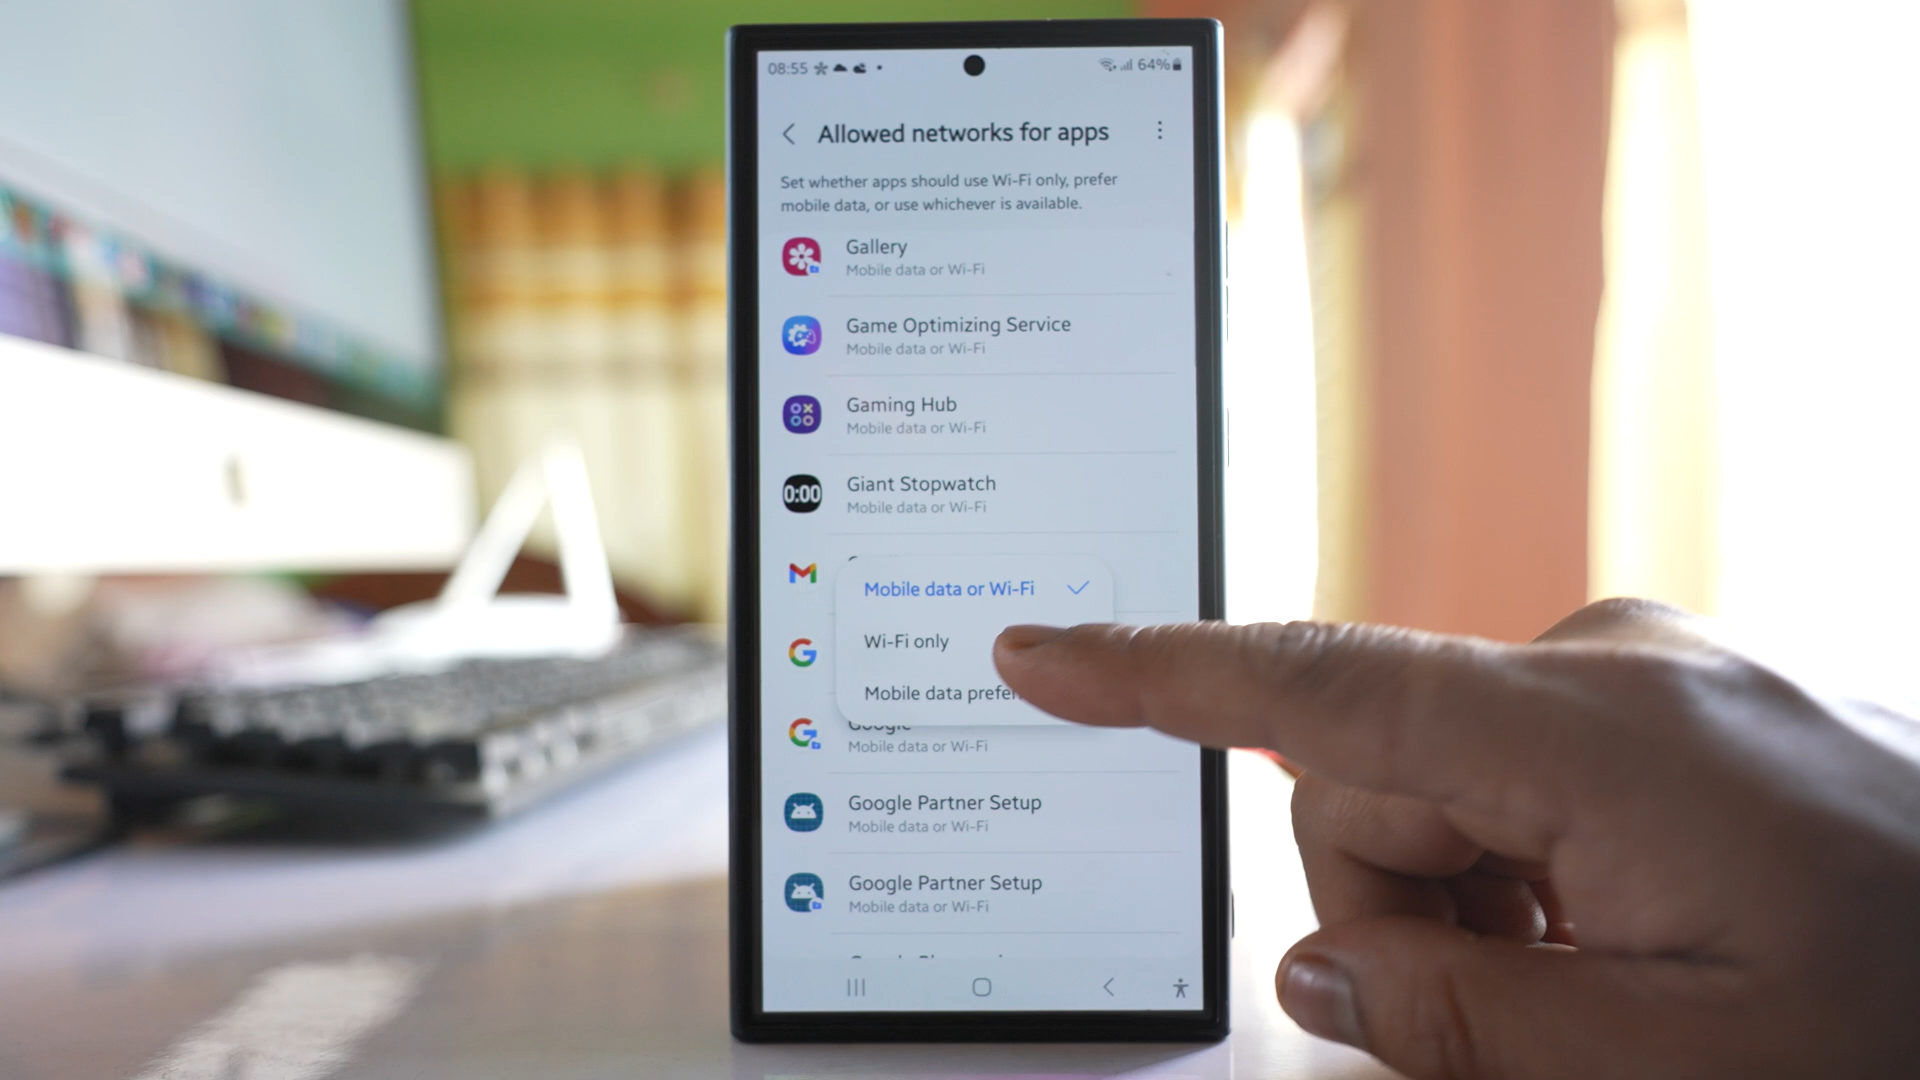 08:55
64%
Allowed networks for apps
Set whether apps should use Wi-Fi only, prefer
mobile data, or use whichever is available.
Gallery
Mobile data or Wi-Fi
Game Optimizing Service
Mobile data or Wi-Fi
Gaming Hub
Mobile data or Wi-Fi
0:00
Giant Stopwatch
Mobile data or Wi-Fi
Mobile data or Wi-Fi
Wi-Fi only
Mobile data
Google
Mobile data or Wi-Fi
Google Partner Setup
Mobile data or Wi-Fi
Google Partner Setup
Mobile data or Wi-Fi